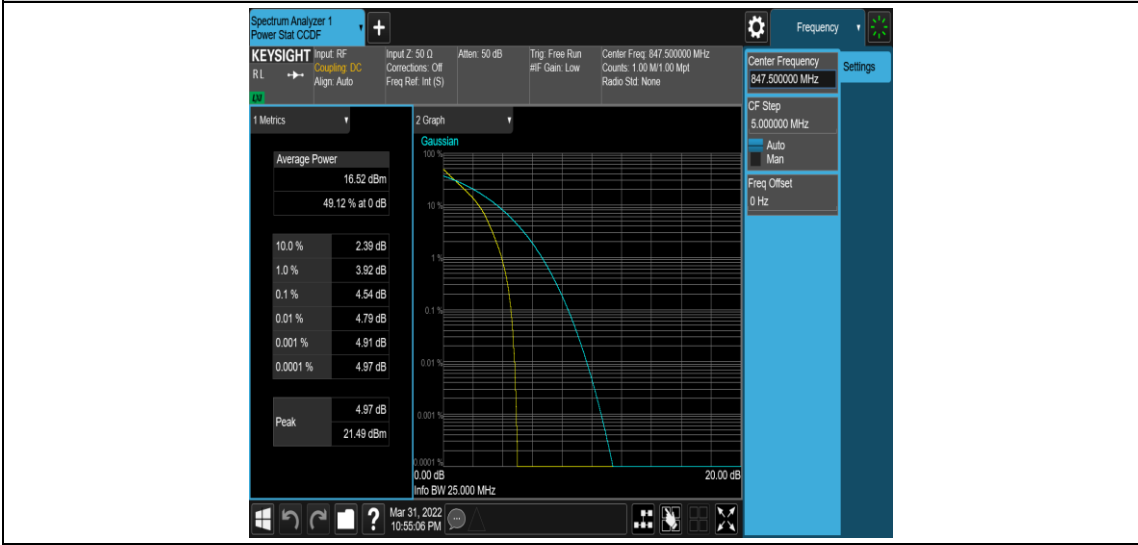 Spectrum Analyzer 1
Power Stat CCDF
+
Frequency
KEYSIGHT
RL
LXI
Input: RF
Coupling: DC
Align: Auto
Input Z: 50 Ω
Corrections: Off
Freq Ref: Int (S)
Atten: 50 dB
Trig: Free Run
#IF Gain: Low
Center Freq: 847.500000 MHz
Counts: 1.00 M/1.00 Mpt
Radio Std: None
Center Frequency
847.500000 MHz
Settings
CF Step
5.000000 MHz
Auto
Man
Freq Offset
0 Hz
1 Metrics
Average Power
16.52 dBm
49.12 % at 0 dB
10.0 % 2.39 dB
1.0 % 3.92 dB
0.1 % 4.54 dB
0.01 % 4.79 dB
0.001 % 4.91 dB
0.0001 % 4.97 dB
Peak
4.97 dB
21.49 dBm
2 Graph
Gaussian
100 %
10 %
1 %
0.1 %
0.01 %
0.001 %
0.0001 %
0.00 dB 20.00 dB
Info BW 25.000 MHz
?
Mar 31, 2022
10:55:06 PM